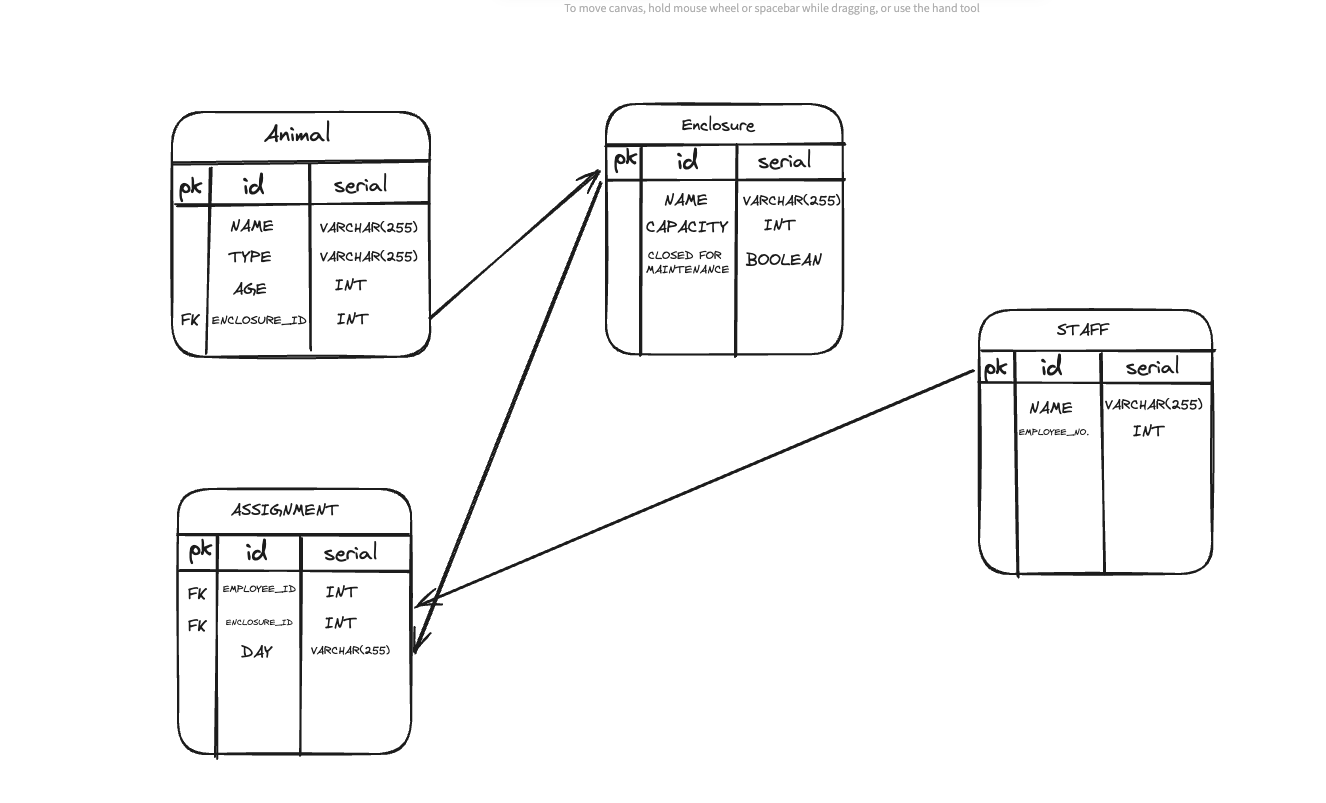 To move canvas, hold mouse wheel or spacebar while dragging, or use the hand tool
Animal
pk id serial
NAME VARCHAR(255)
TYPE VARCHAR(255)
AGE INT
FK ENCLOSURE_ID INT
Enclosure
pk id serial
NAME VARCHAR(255)
CAPACITY INT
CLOSED FOR
MAINTENANCE BOOLEAN
STAFF
pk id serial
NAME VARCHAR(255)
EMPLOYEE_NO. INT
ASSIGNMENT
pk id serial
FK EMPLOYEE_ID INT
FK ENCLOSURE_ID INT
DAY VARCHAR(255)